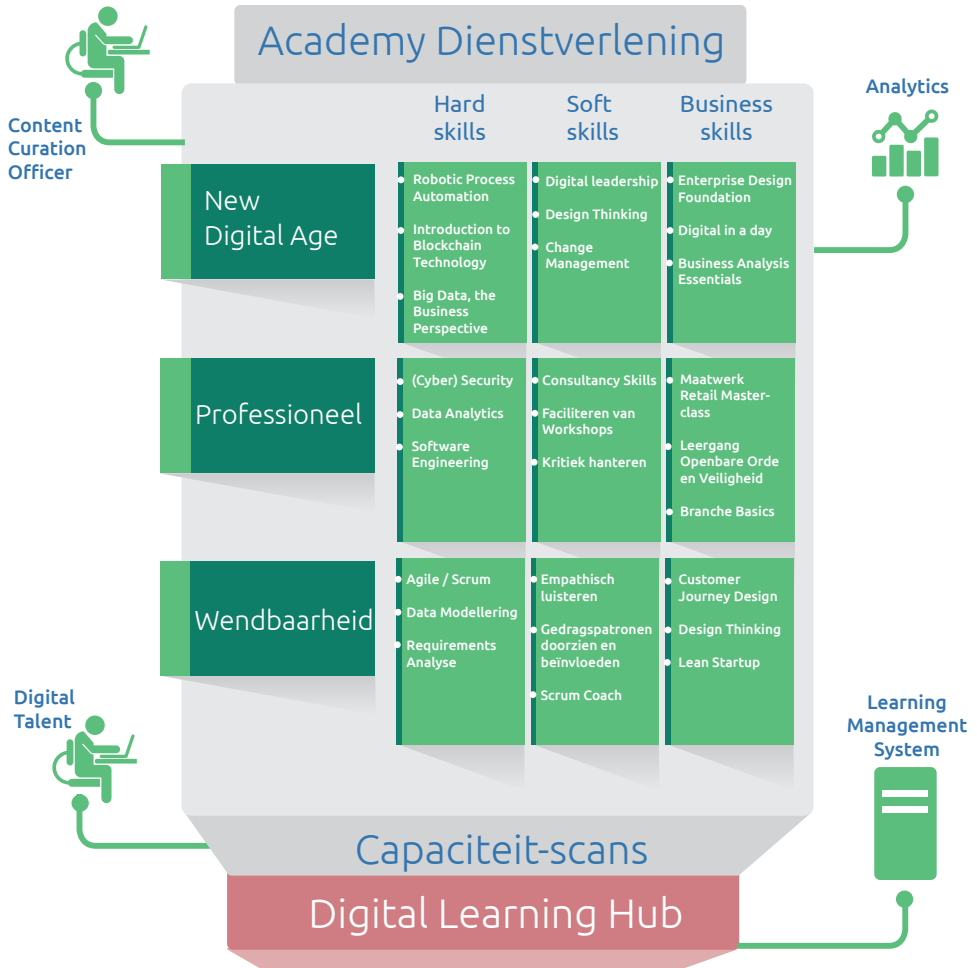 Academy Dienstverlening
Content
Curation
Officer
Analytics
Hard
skills
Soft
skills
Business
skills
New
Digital Age
Robotic Process
Automation
Introduction to
Blockchain
Technology
Big Data, the
Business
Perspective
Digital leadership
Design Thinking
Change
Management
Enterprise Design
Foundation
Digital in a day
Business Analysis
Essentials
Professioneel
(Cyber) Security
Data Analytics
Software
Engineering
Consultancy Skills
Faciliteren van
Workshops
Kritiek hanteren
Maatwerk
Retail Master-
class
Leergang
Openbare Orde
en Veiligheid
Branche Basics
Wendbaarheid
Agile / Scrum
Data Modellering
Requirements
Analyse
Empathisch
luisteren
Gedragspatronen
doorzien en
beïnvloeden
Scrum Coach
Customer
Journey Design
Design Thinking
Lean Startup
Digital
Talent
Learning
Management
System
Capaciteit-scans
Digital Learning Hub